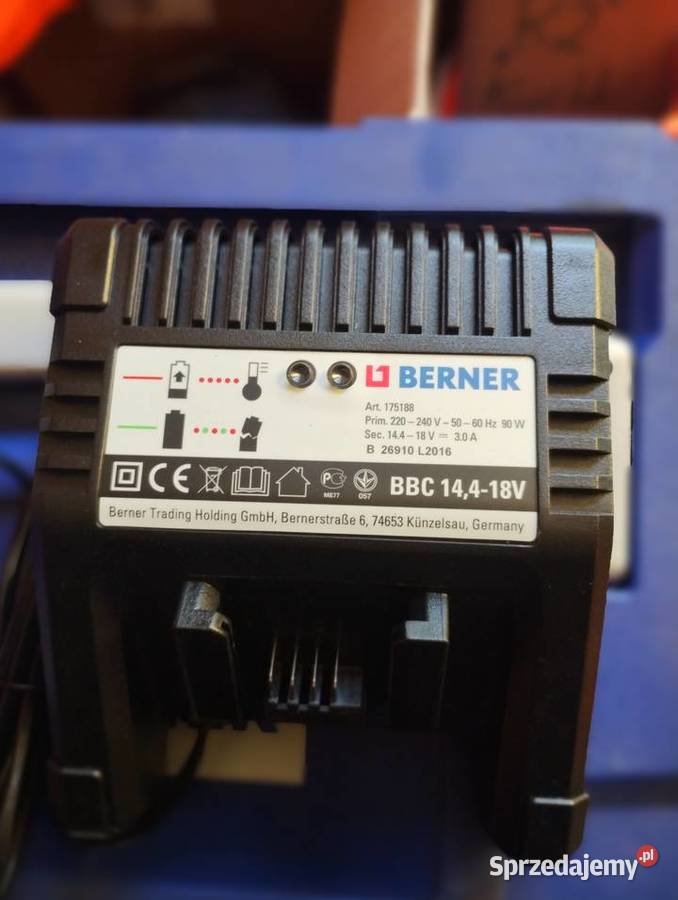 BERNER
Art. 175188
Prim. 220 – 240 V – 50 – 60 Hz 90 W
Sec. 14.4 – 18 V ⎓ 3.0 A
B 26910 L2016
CE
ME77
057
BBC 14,4-18V
Berner Trading Holding GmbH, Bernerstraße 6, 74653 Künzelsau, Germany
Sprzedajemy.pl